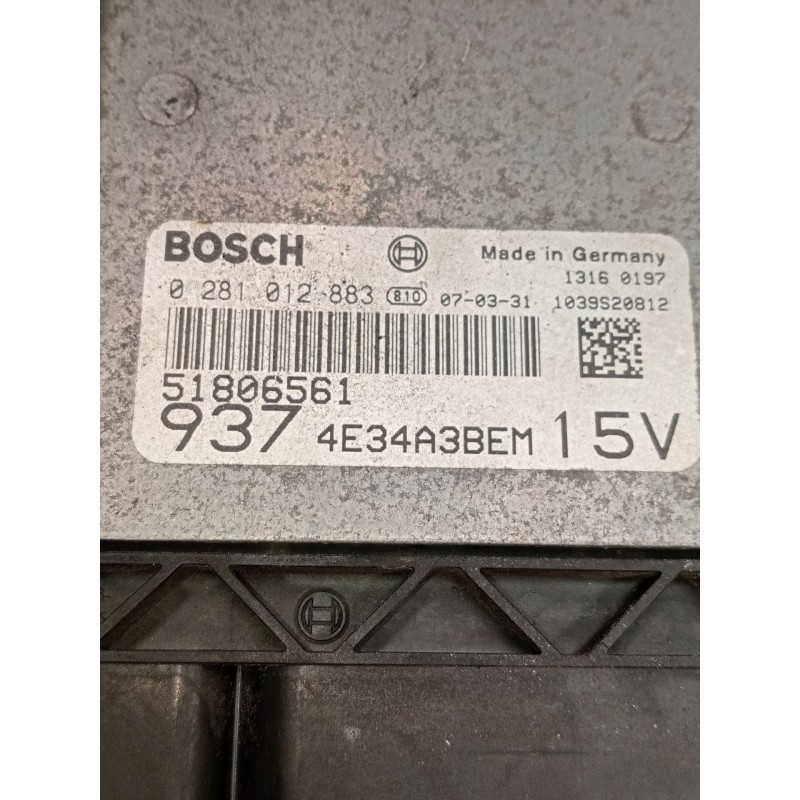 BOSCH Made in Germany
1316 0197
0 281 012 883 810 07-03-31 1039S20812
51806561
937 4E34A3BEM 15V